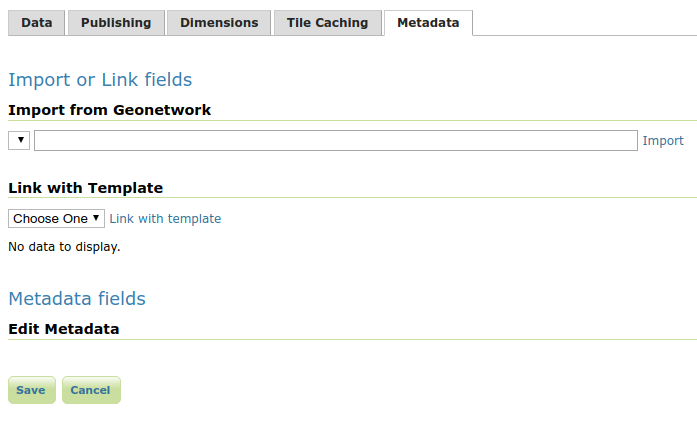 Data Publishing Dimensions Tile Caching Metadata
Import or Link fields
Import from Geonetwork
Import
Link with Template
Choose One Link with template
No data to display.
Metadata fields
Edit Metadata
Save Cancel